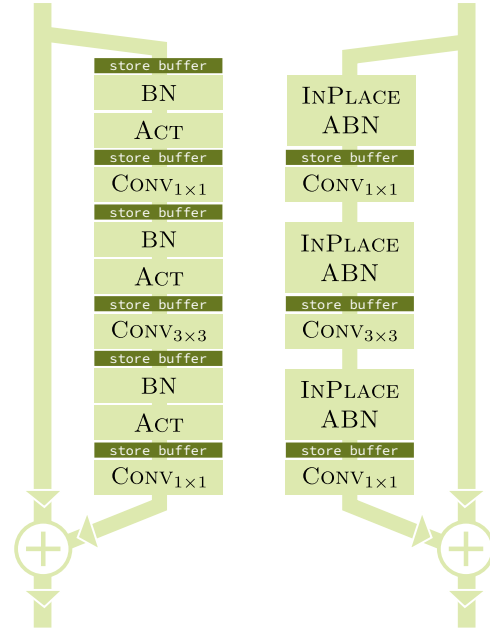 store buffer
BN
ACT
store buffer
CONV1×1
store buffer
BN
ACT
store buffer
CONV3×3
store buffer
BN
ACT
store buffer
CONV1×1
INPLACE
ABN
store buffer
CONV1×1
INPLACE
ABN
store buffer
CONV3×3
INPLACE
ABN
store buffer
CONV1×1